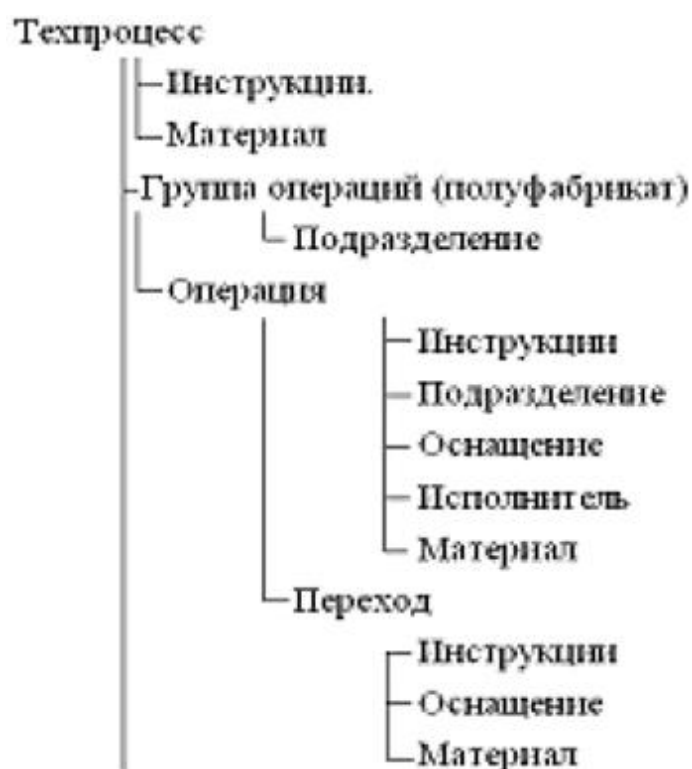 Техпроцесс
Инструкции.
Материал
Группа операций (полуфабрикат)
Подразделение
Операция
Инструкции
Подразделение
Оснащение
Исполнитель
Материал
Переход
Инструкции
Оснащение
Материал